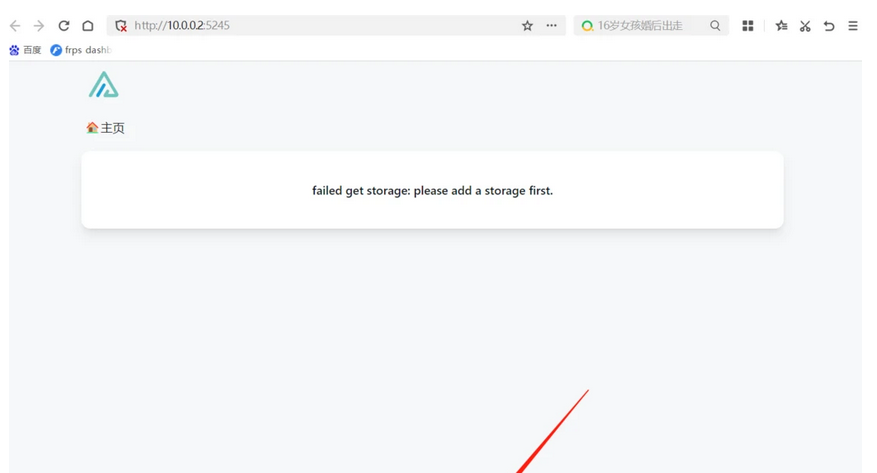 http://10.0.0.2:5245
16岁女孩婚后出走
百度
frps dashb
主页
failed get storage: please add a storage first.